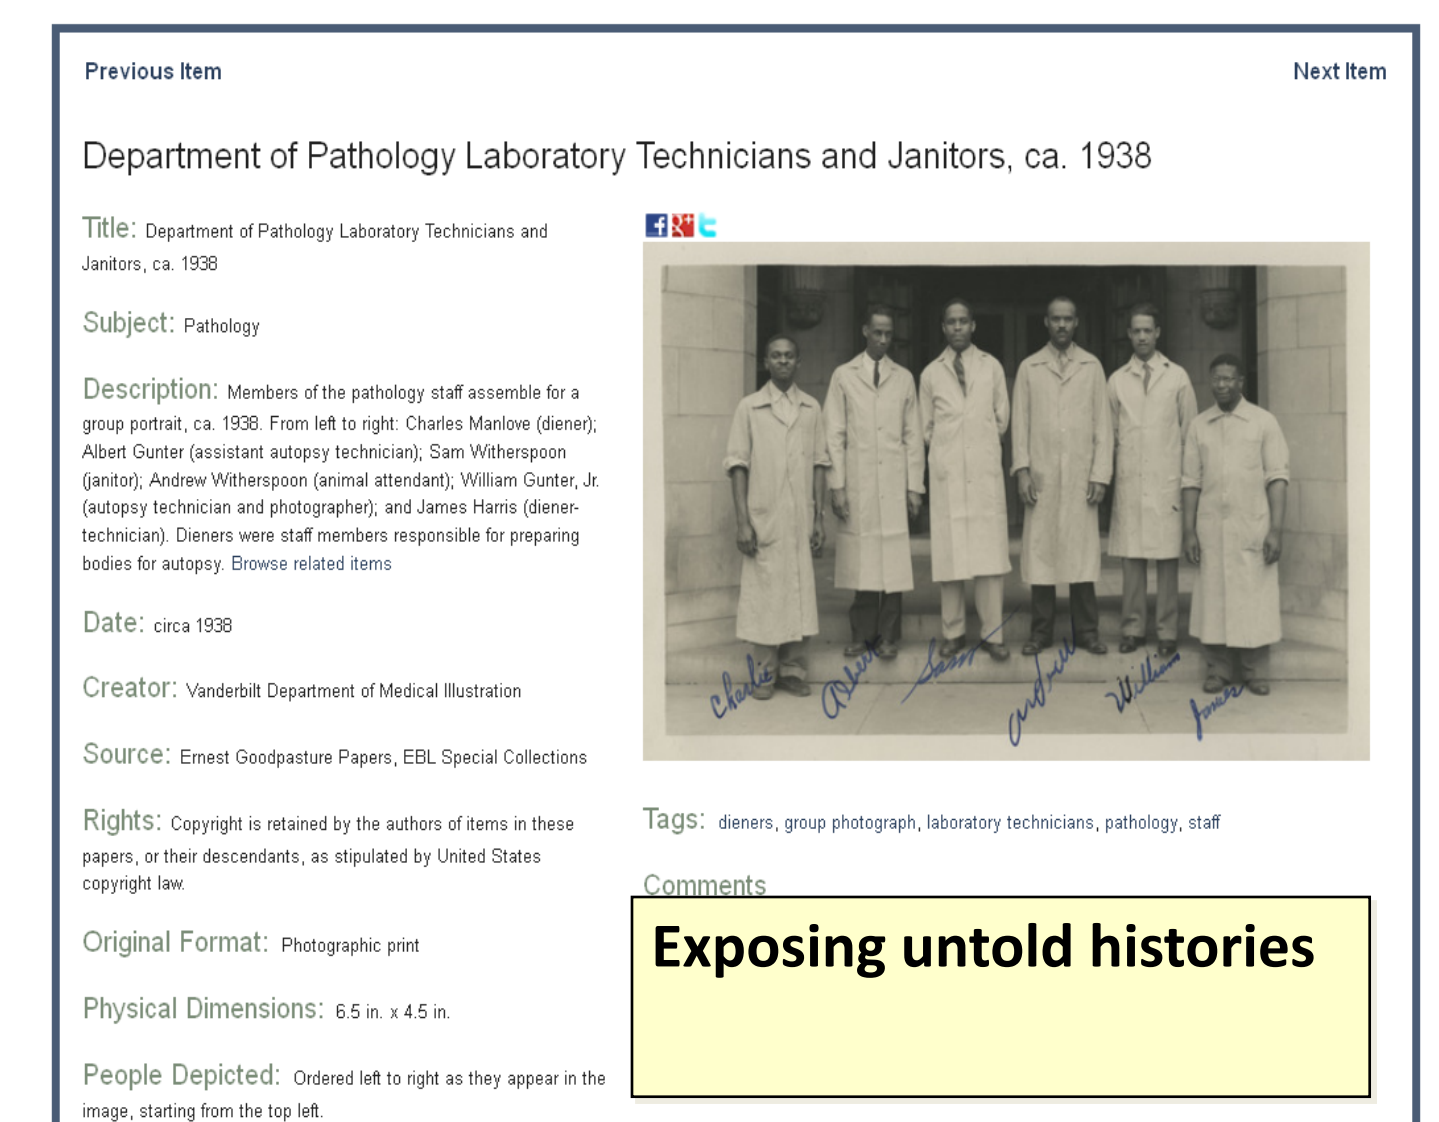 Previous Item
Next Item
Department of Pathology Laboratory Technicians and Janitors, ca. 1938
Title: Department of Pathology Laboratory Technicians and
Janitors, ca. 1938
Subject: Pathology
Description: Members of the pathology staff assemble for a
group portrait, ca. 1938. From left to right: Charles Manlove (diener);
Albert Gunter (assistant autopsy technician); Sam Witherspoon
(janitor); Andrew Witherspoon (animal attendant); William Gunter, Jr.
(autopsy technician and photographer); and James Harris (diener-
technician). Dieners were staff members responsible for preparing
bodies for autopsy. Browse related items
Date: circa 1938
Creator: Vanderbilt Department of Medical Illustration
Source: Ernest Goodpasture Papers, EBL Special Collections
Rights: Copyright is retained by the authors of items in these
papers, or their descendants, as stipulated by United States
copyright law.
Original Format: Photographic print
Physical Dimensions: 6.5 in. x 4.5 in.
People Depicted: Ordered left to right as they appear in the
image, starting from the top left.
Charlie Albert Sam Andrew William James
Tags: dieners, group photograph, laboratory technicians, pathology, staff
Comments
Exposing untold histories